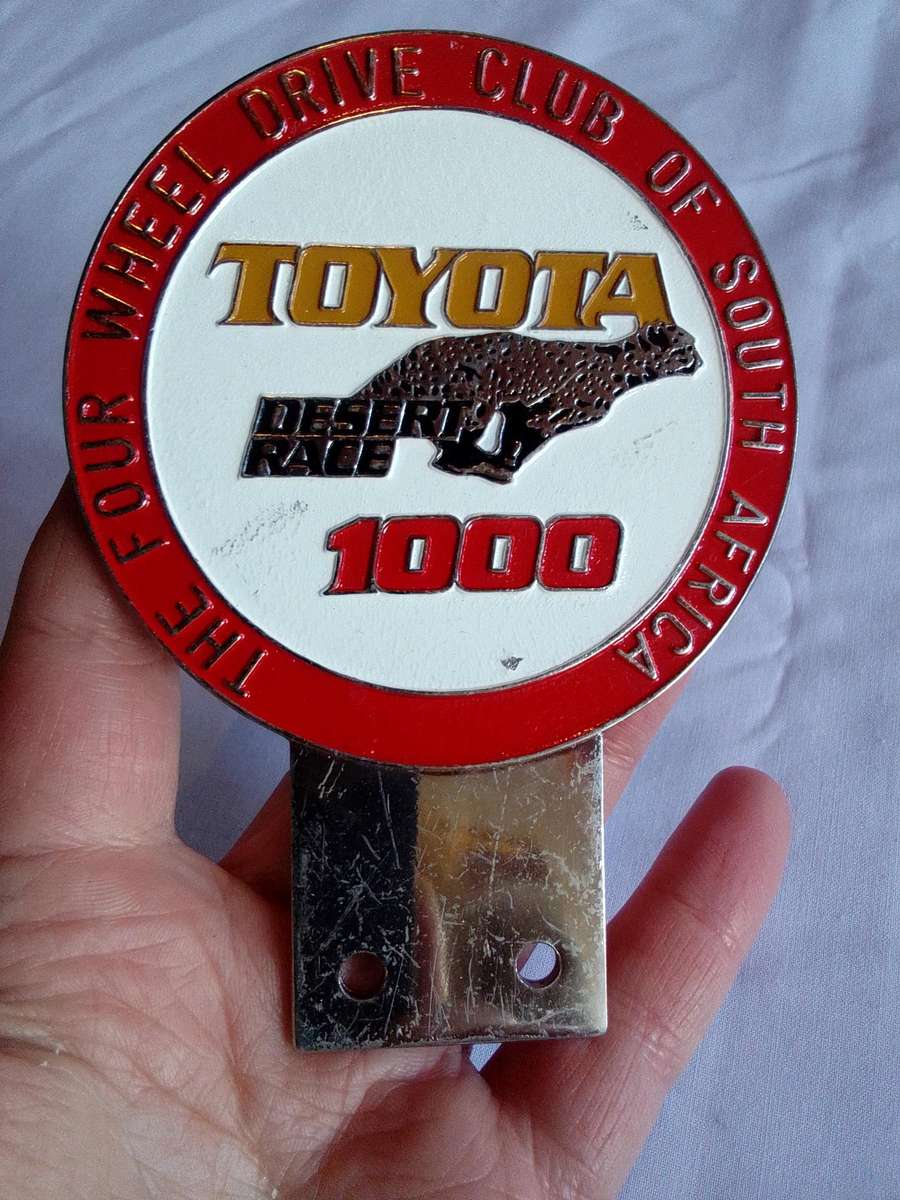 THE FOUR WHEEL DRIVE CLUB OF SOUTH AFRICA
TOYOTA
DESERT
RACE
1000